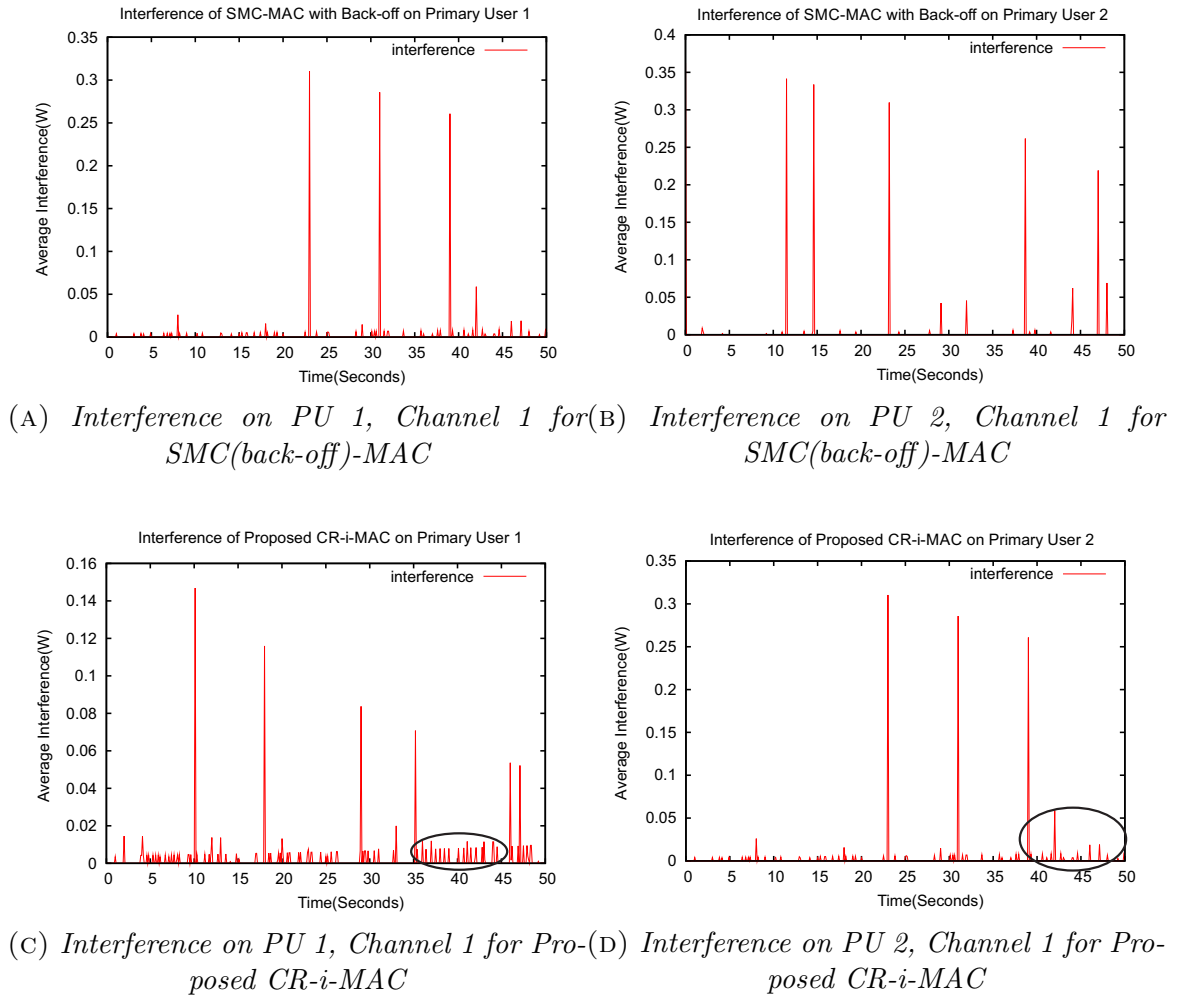 Interference of SMC-MAC with Back-off on Primary User 1
interference
Average Interference(W)
0.35
0.3
0.25
0.2
0.15
0.1
0.05
0
0 5 10 15 20 25 30 35 40 45 50
Time(Seconds)
(A) Interference on PU 1, Channel 1 for
SMC(back-off)-MAC
Interference of SMC-MAC with Back-off on Primary User 2
interference
Average Interference(W)
0.4
0.35
0.3
0.25
0.2
0.15
0.1
0.05
0
0 5 10 15 20 25 30 35 40 45 50
Time(Seconds)
(B) Interference on PU 2, Channel 1 for
SMC(back-off)-MAC
Interference of Proposed CR-i-MAC on Primary User 1
interference
Average Interference(W)
0.16
0.14
0.12
0.1
0.08
0.06
0.04
0.02
0
0 5 10 15 20 25 30 35 40 45 50
Time(Seconds)
(C) Interference on PU 1, Channel 1 for Pro-
posed CR-i-MAC
Interference of Proposed CR-i-MAC on Primary User 2
interference
Average Interference(W)
0.35
0.3
0.25
0.2
0.15
0.1
0.05
0
0 5 10 15 20 25 30 35 40 45 50
Time(Seconds)
(D) Interference on PU 2, Channel 1 for Pro-
posed CR-i-MAC